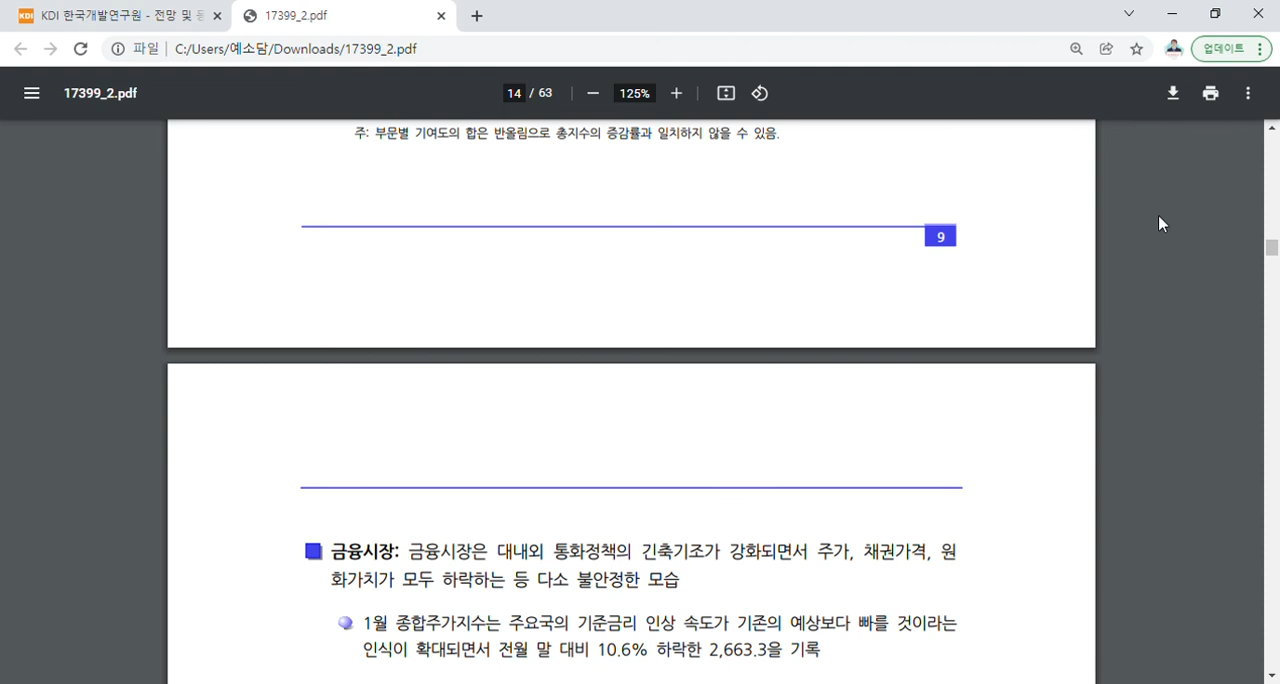 KDI 한국개발연구원 - 전망 및
17399_2.pdf
파일
C:/Users/예소담/Downloads/17399_2.pdf
업데이트
17399_2.pdf
14 / 63
125%
주: 부문별 기여도의 합은 반올림으로 총지수의 증감률과 일치하지 않을 수 있음.
9
금융시장: 금융시장은 대내외 통화정책의 긴축기조가 강화되면서 주가, 채권가격, 원
화가치가 모두 하락하는 등 다소 불안정한 모습
1월 종합주가지수는 주요국의 기준금리 인상 속도가 기존의 예상보다 빠를 것이라는
인식이 확대되면서 전월 말 대비 10.6% 하락한 2,663.3을 기록